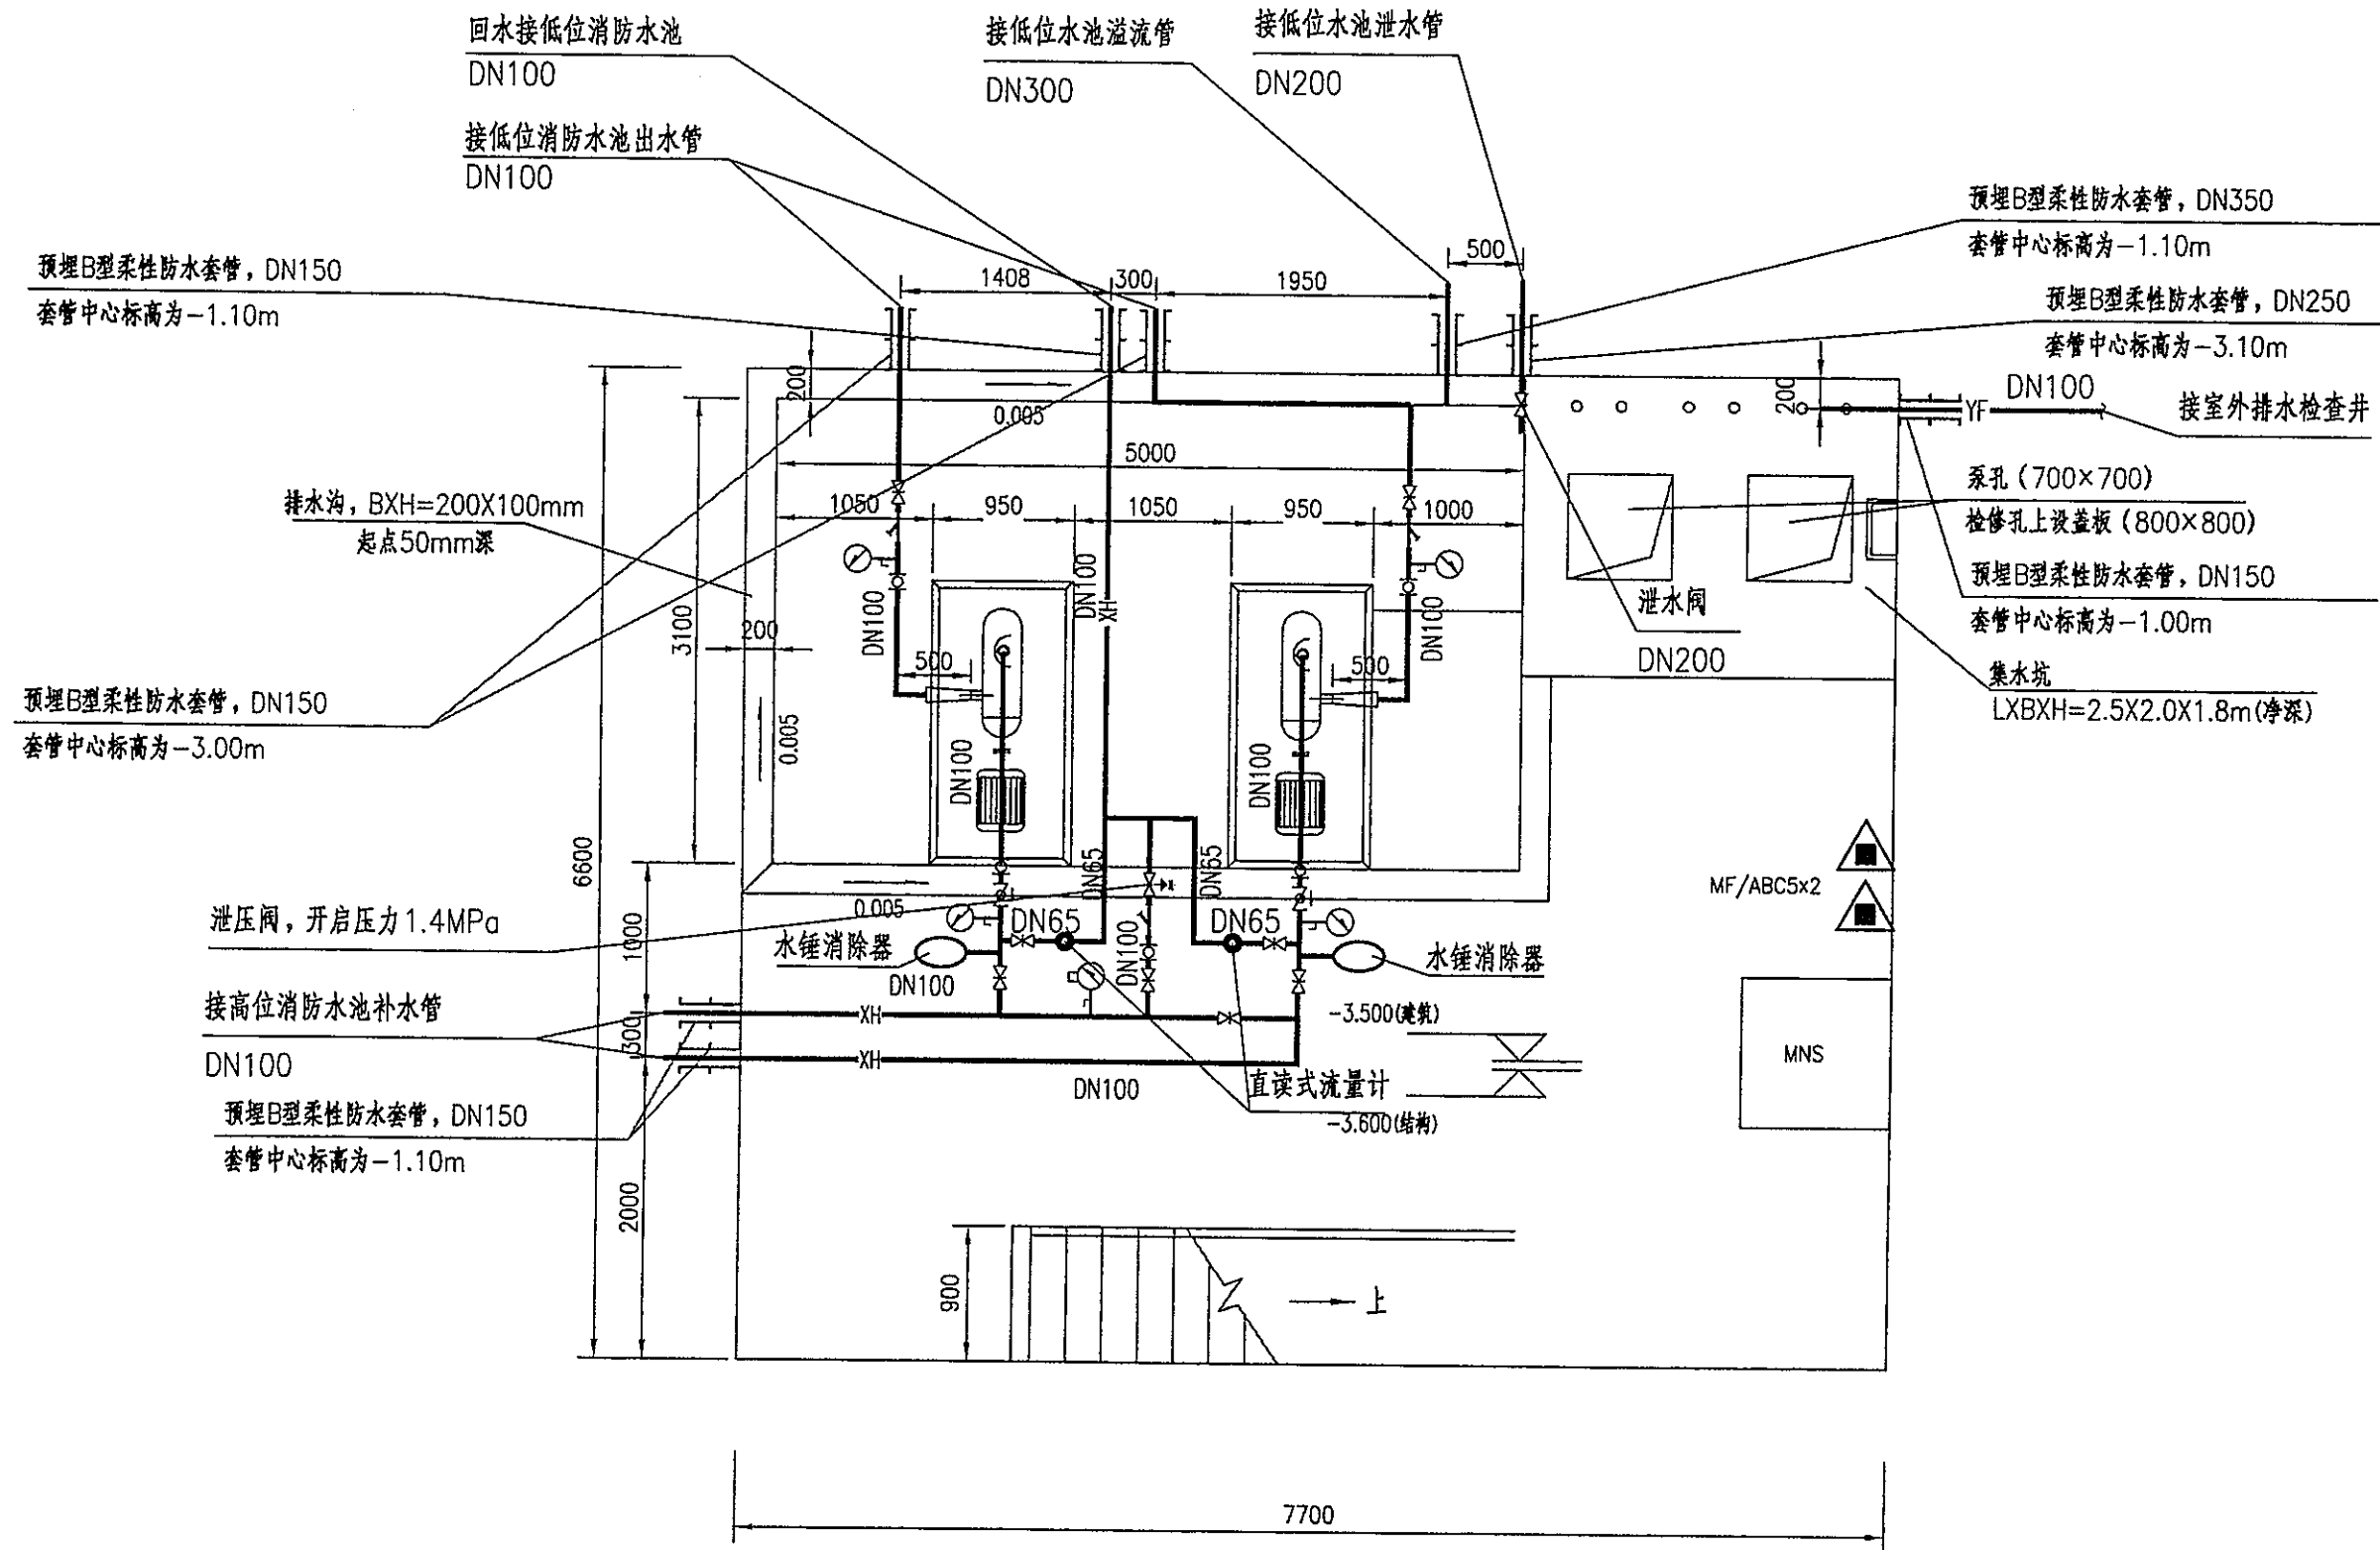 回水接低位消防水池
DN100
接低位水池溢流管
DN300
接低位水池泄水管
DN200
接低位消防水池出水管
DN100
预埋B型柔性防水套管，DN350
套管中心标高为-1.10m
预埋B型柔性防水套管，DN150
套管中心标高为-1.10m
500
1408
300
1950
预埋B型柔性防水套管，DN250
套管中心标高为-3.10m
200
0.005
200
DN100
YF
接室外排水检查井
5000
排水沟，BXH=200X100mm
起点50mm深
1050
950
1050
950
1000
泵孔（700×700）
检修孔上设盖板（800×800）
预埋B型柔性防水套管，DN150
套管中心标高为-1.00m
DN100
DN100
XH
DN100
泄水阀
DN200
3100
200
500
500
集水坑
LXBXH=2.5X2.0X1.8m(净深)
预埋B型柔性防水套管，DN150
套管中心标高为-3.00m
0.005
DN100
DN100
6600
DN65
DN65
MF/ABC5x2
泄压阀，开启压力1.4MPa
0.005
1000
DN65
DN65
水锤消除器
DN100
DN100
水锤消除器
接高位消防水池补水管
DN100
300
XH
XH
-3.500(建筑)
MNS
DN100
直读式流量计
-3.600(结构)
预埋B型柔性防水套管，DN150
套管中心标高为-1.10m
2000
900
上
7700